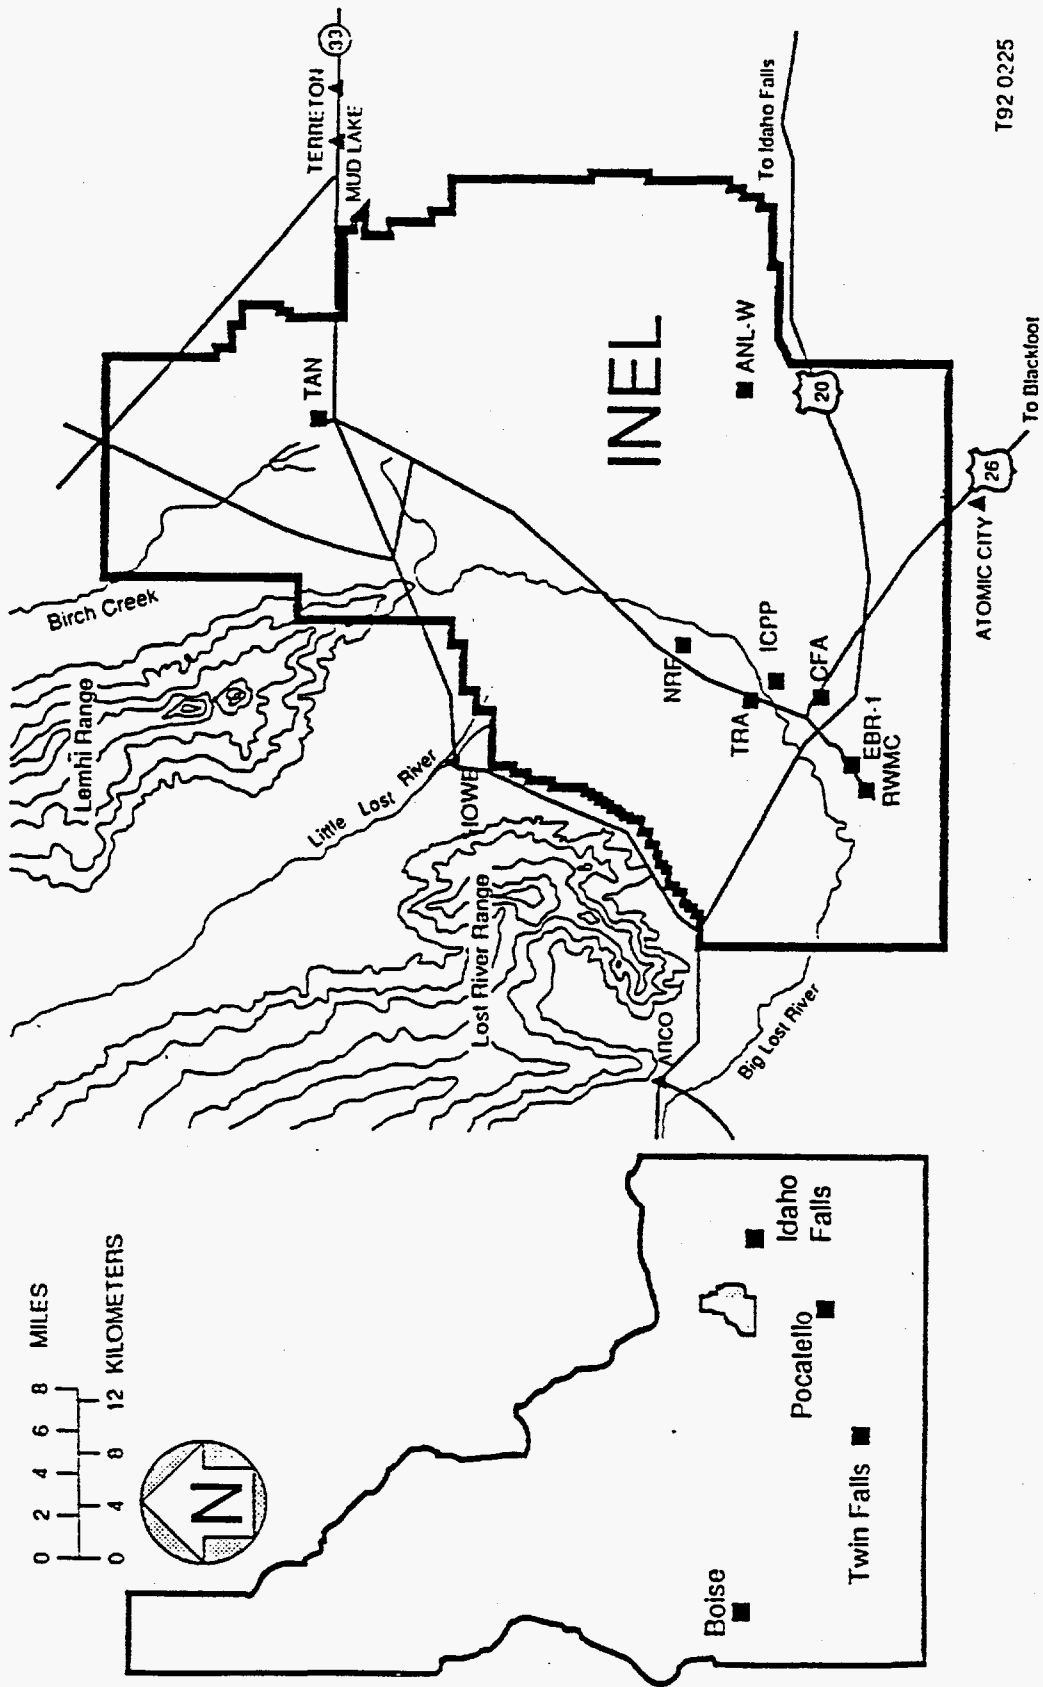 MILES
0 2 4 6 8
0 4 8 12
KILOMETERS
N
Boise
Twin Falls
Pocatello
Idaho
Falls
Birch Creek
Lemhi Range
Little Lost River
Lost River Range
Big Lost River
TERRETON
MUD LAKE
33
TAN
INEL
ANL-W
To Idaho Falls
20
NRF
TRA
ICPP
CFA
EBR-1
RWMC
ATOMIC CITY
26
To Blackfoot
T92 0225